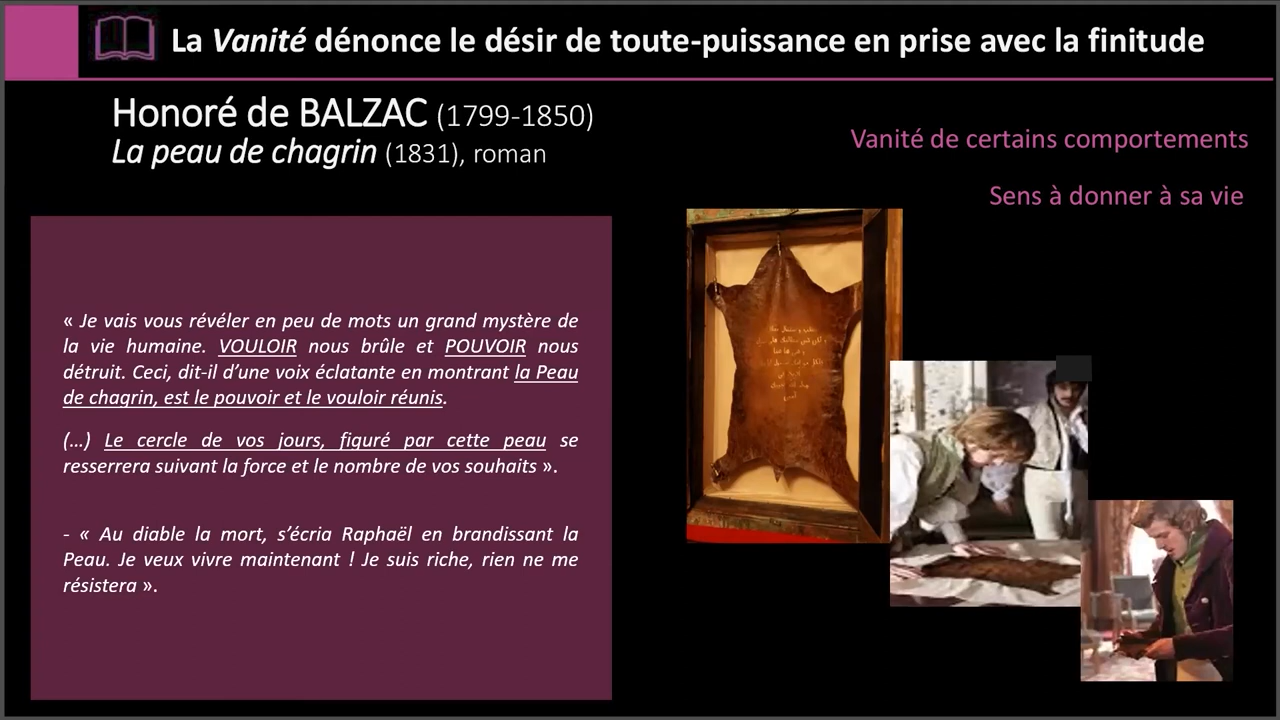 La Vanité dénonce le désir de toute-puissance en prise avec la finitude
Honoré de BALZAC (1799-1850)
La peau de chagrin (1831), roman
Vanité de certains comportements
Sens à donner à sa vie
« Je vais vous révéler en peu de mots un grand mystère de
la vie humaine. VOULOIR nous brûle et POUVOIR nous
détruit. Ceci, dit-il d’une voix éclatante en montrant la Peau
de chagrin, est le pouvoir et le vouloir réunis.
(…) Le cercle de vos jours, figuré par cette peau se
resserrera suivant la force et le nombre de vos souhaits ».
- « Au diable la mort, s’écria Raphaël en brandissant la
Peau. Je veux vivre maintenant ! Je suis riche, rien ne me
résistera ».